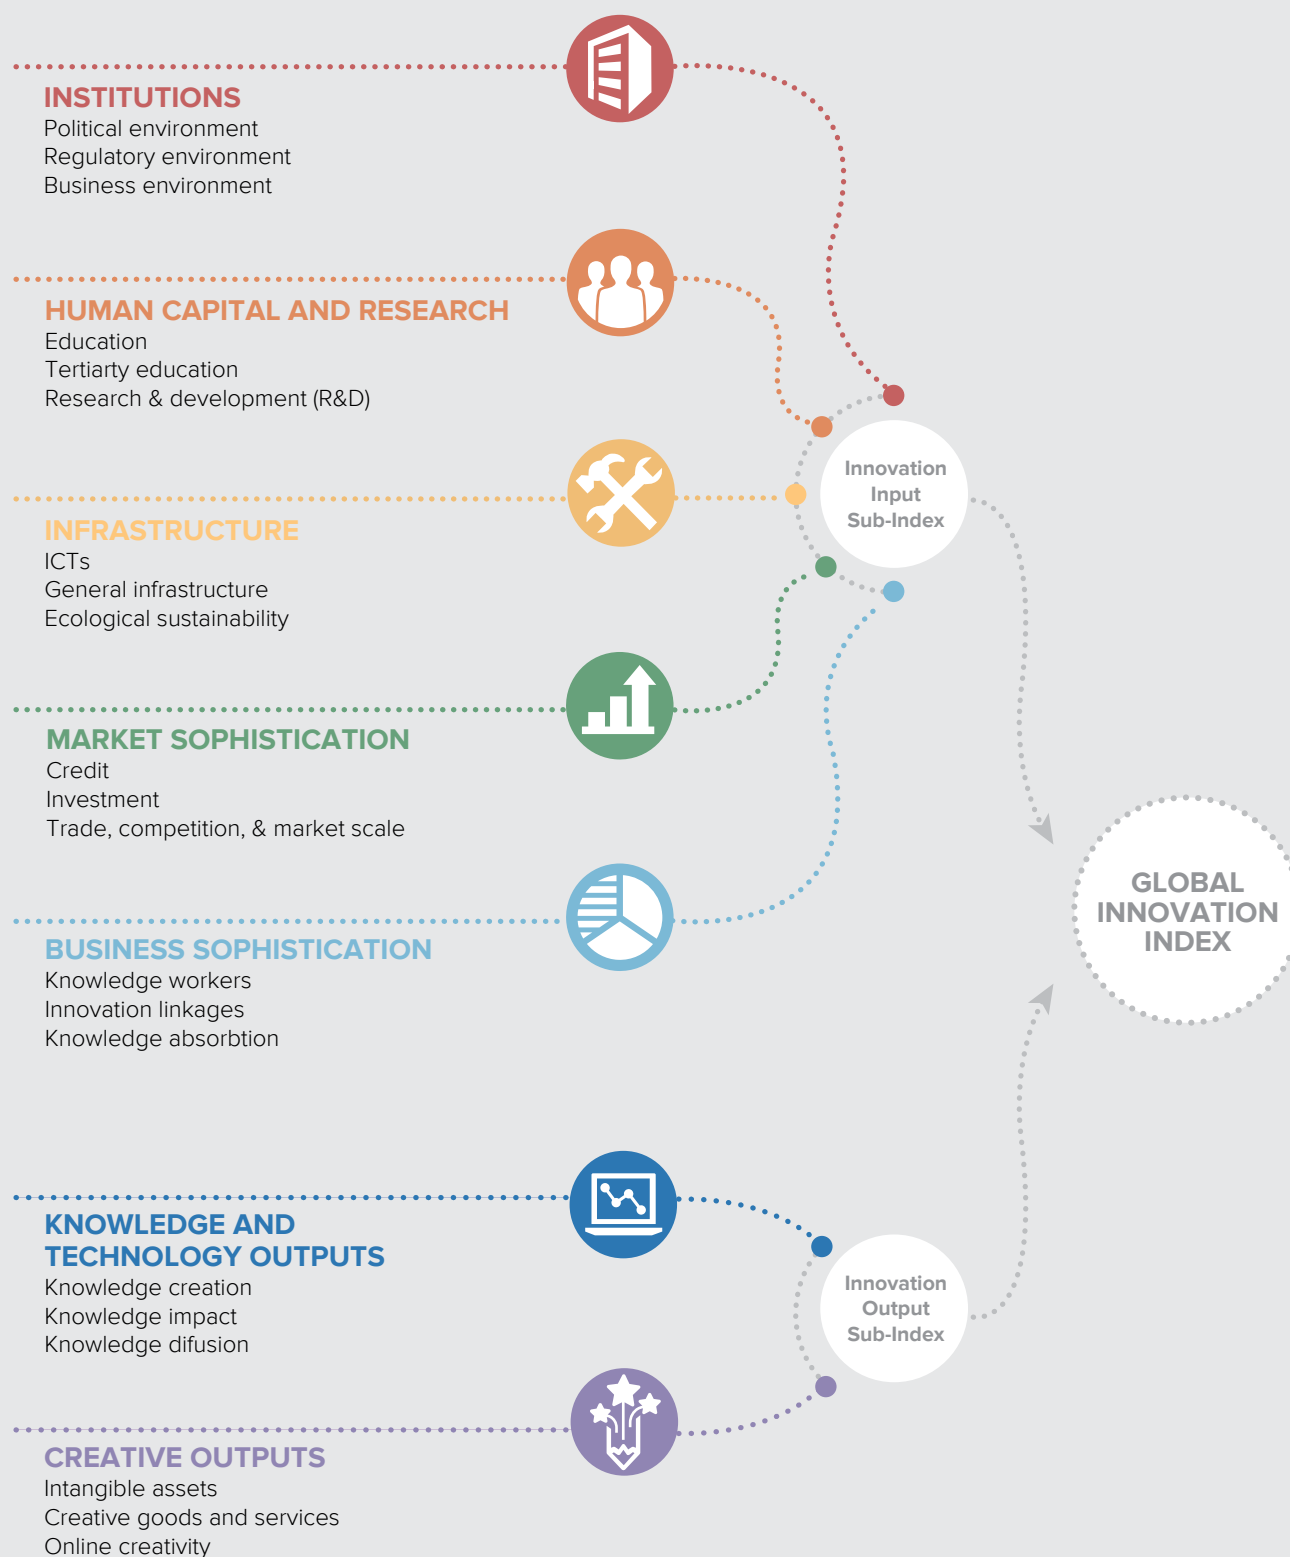 INSTITUTIONS
Political environment
Regulatory environment
Business environment
HUMAN CAPITAL AND RESEARCH
Education
Tertiarty education
Research & development (R&D)
INFRASTRUCTURE
ICTs
General infrastructure
Ecological sustainability
MARKET SOPHISTICATION
Credit
Investment
Trade, competition, & market scale
BUSINESS SOPHISTICATION
Knowledge workers
Innovation linkages
Knowledge absorbtion
Innovation
Input
Sub-Index
GLOBAL
INNOVATION
INDEX
KNOWLEDGE AND
TECHNOLOGY OUTPUTS
Knowledge creation
Knowledge impact
Knowledge difusion
CREATIVE OUTPUTS
Intangible assets
Creative goods and services
Online creativity
Innovation
Output
Sub-Index